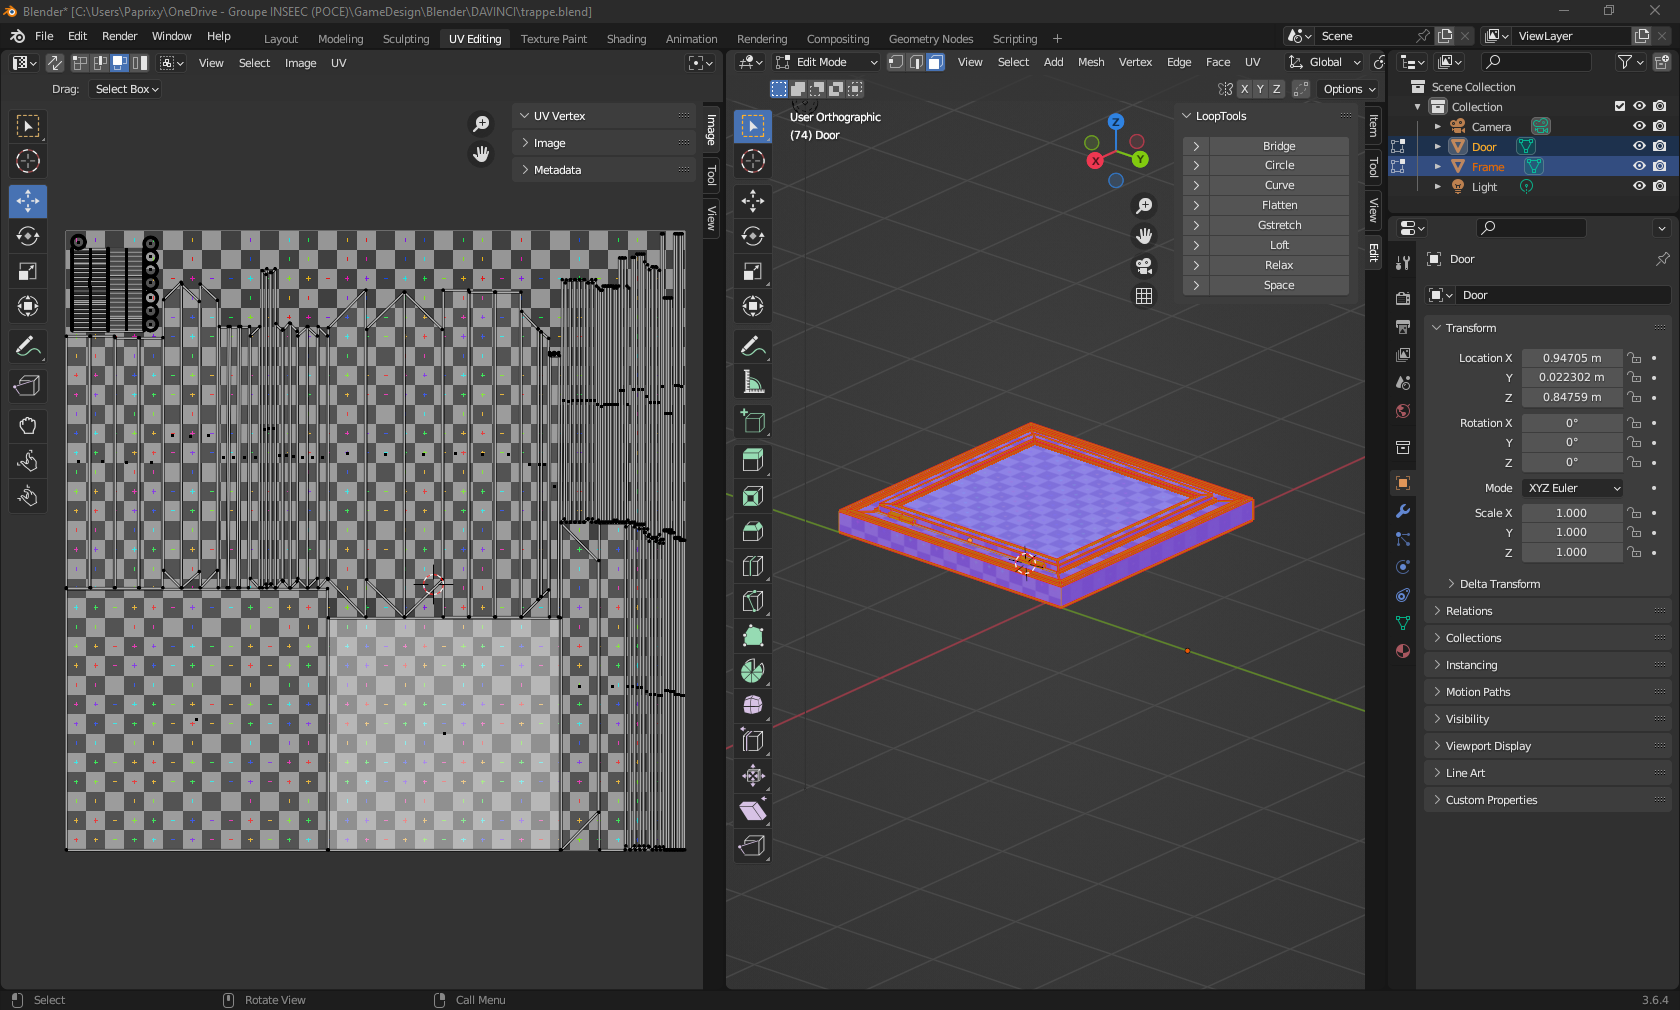 Blender* [C:\Users\Paprixy\OneDrive - Groupe INSEEC (POCE)\GameDesign\Blender\DAVINCI\trappe.blend]
File Edit Render Window Help Layout Modeling Sculpting UV Editing Texture Paint Shading Animation Rendering Compositing Geometry Nodes Scripting + Scene ViewLayer
View Select Image UV
Drag: Select Box
UV Vertex
Image
Metadata
Image
Tool
View
Edit Mode View Select Add Mesh Vertex Edge Face UV Global
X Y Z Options
User Orthographic
(74) Door
Z
X
Y
LoopTools
Bridge
Circle
Curve
Flatten
Gstretch
Loft
Relax
Space
Item
Tool
View
Edit
Scene Collection
Collection
Camera
Door
Frame
Light
Door
Door
Transform
Location X 0.94705 m
Y 0.022302 m
Z 0.84759 m
Rotation X 0°
Y 0°
Z 0°
Mode XYZ Euler
Scale X 1.000
Y 1.000
Z 1.000
Delta Transform
Relations
Collections
Instancing
Motion Paths
Visibility
Viewport Display
Line Art
Custom Properties
Select Rotate View Call Menu 3.6.4